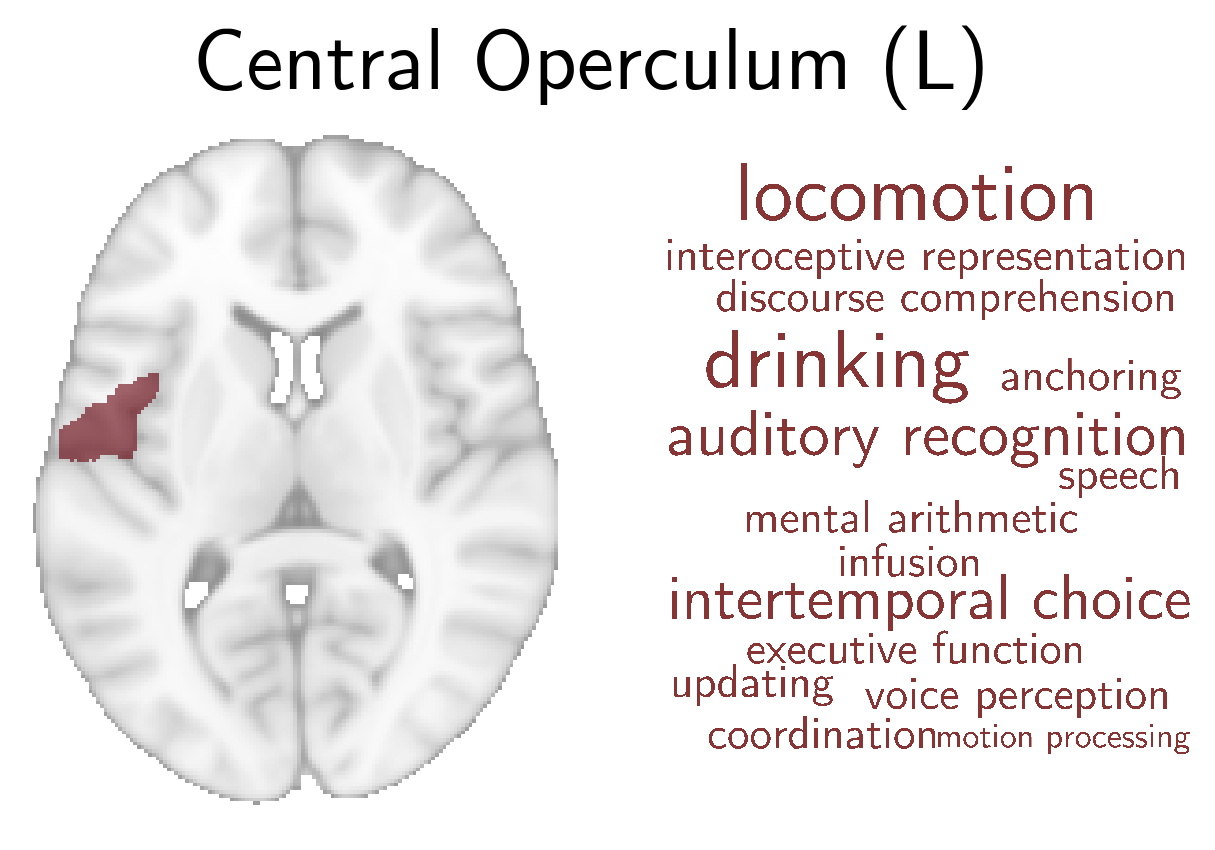 Central Operculum (L)
locomotion
interoceptive representation
discourse comprehension
drinking
anchoring
auditory recognition
speech
mental arithmetic
infusion
intertemporal choice
executive function
updating
voice perception
coordination
motion processing